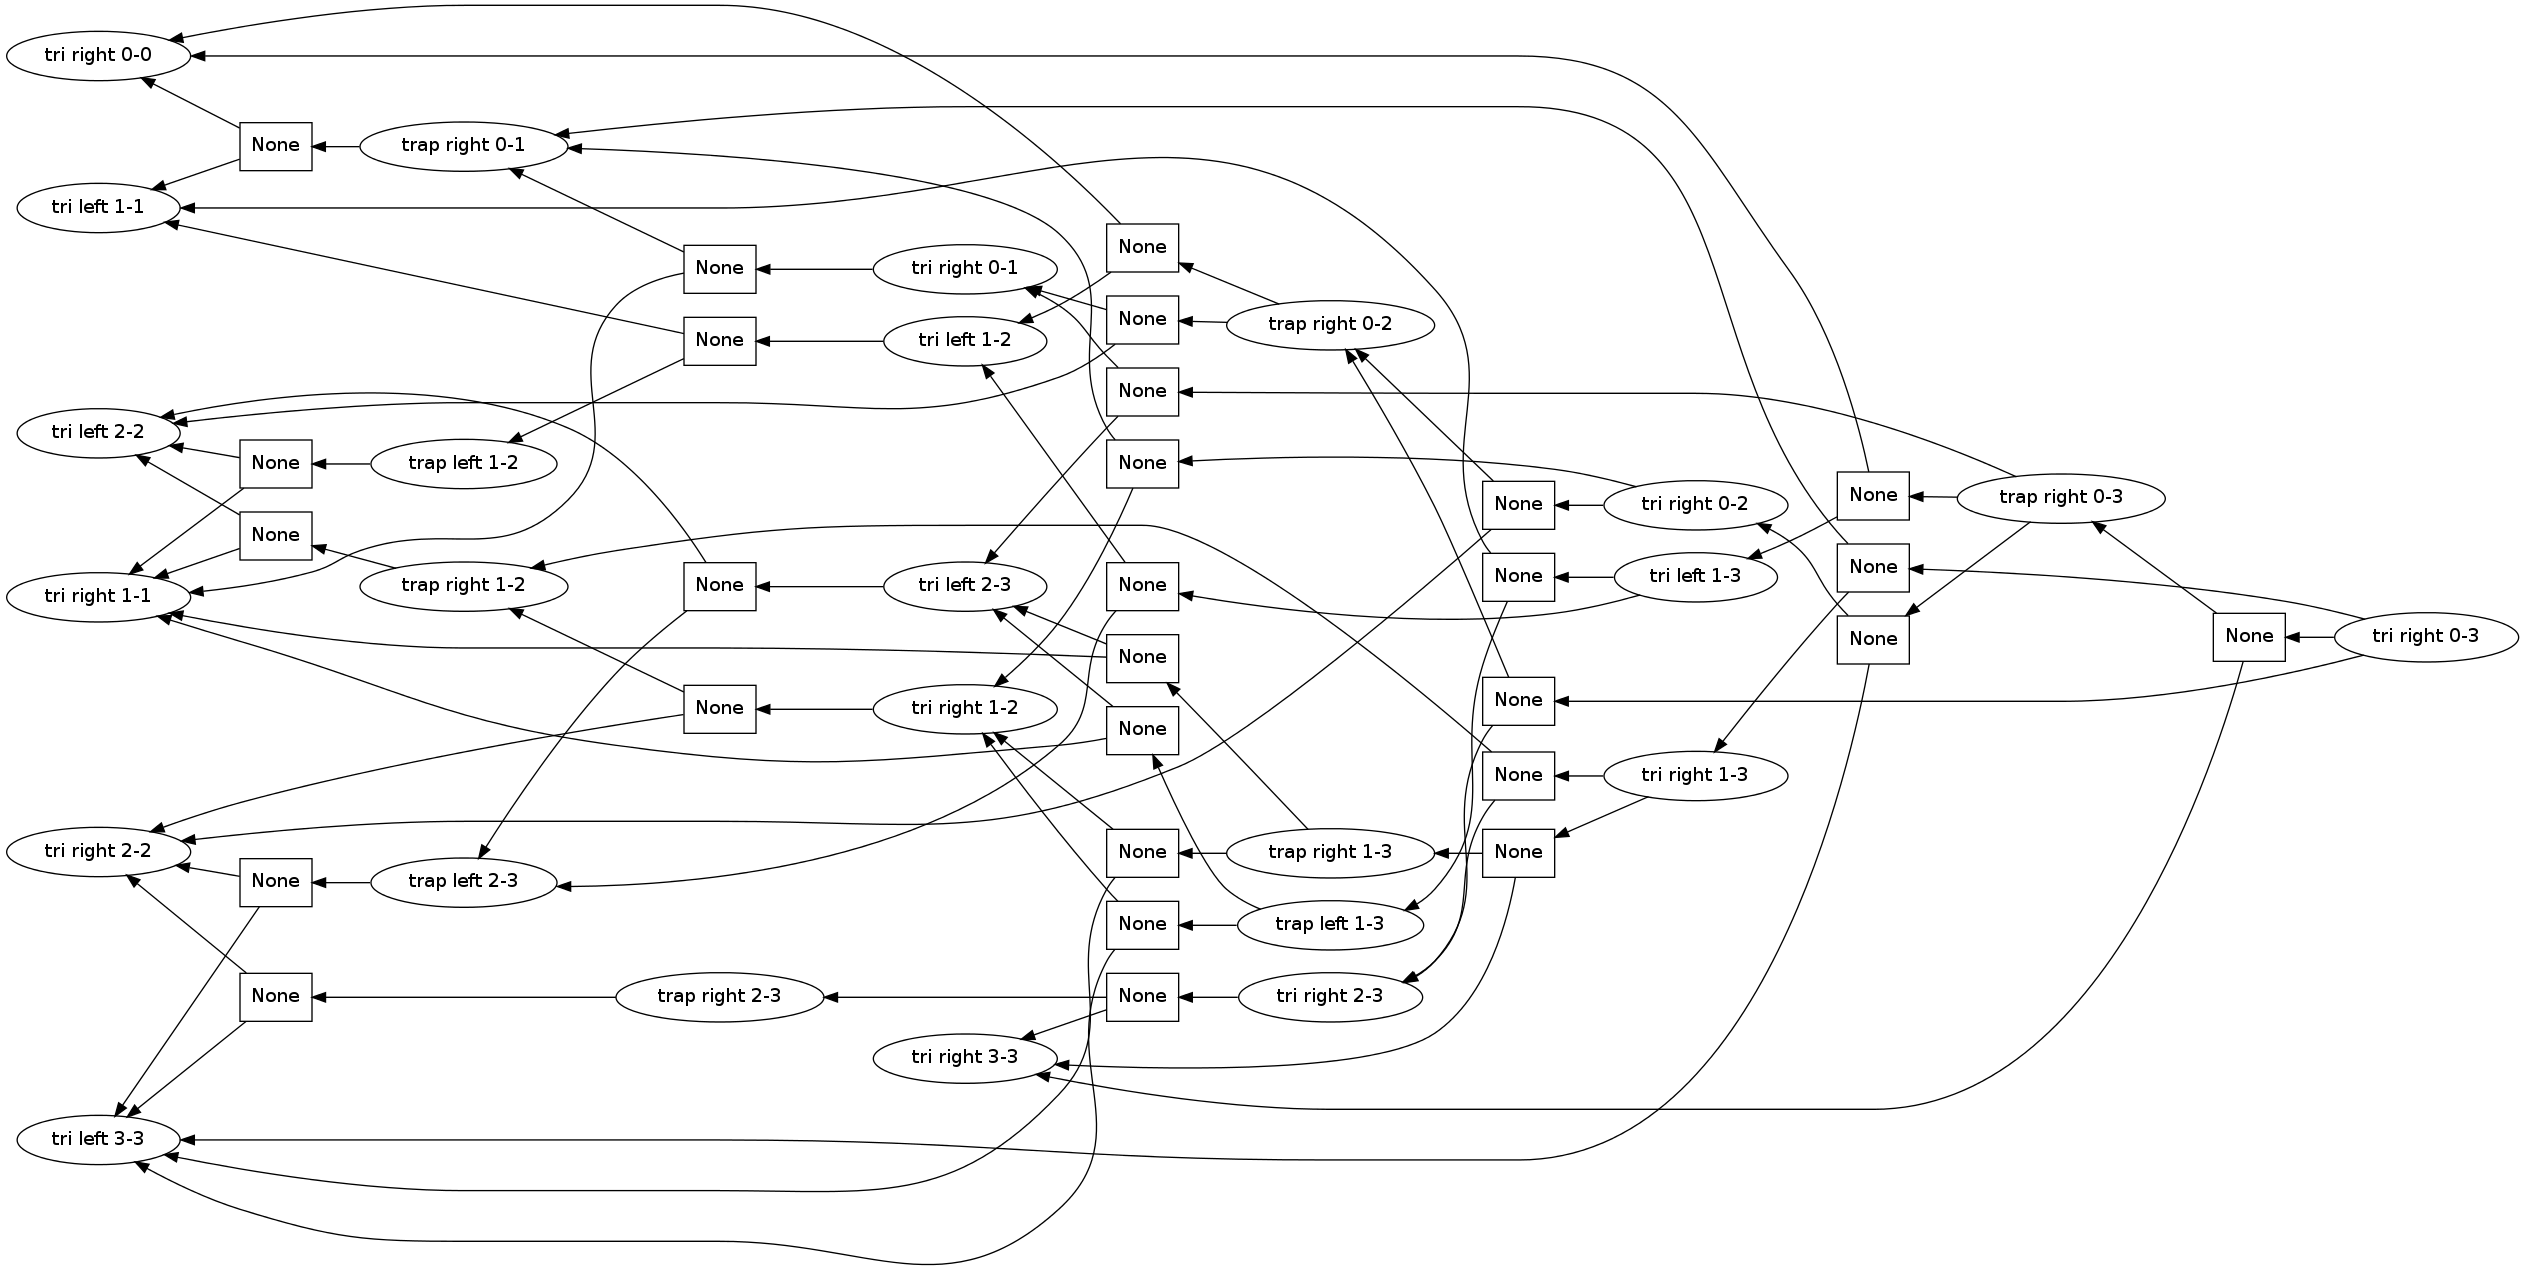 tri right 0-0
None
trap right 0-1
tri left 1-1
None
None
tri right 0-1
None
trap right 0-2
None
tri left 1-2
None
tri left 2-2
None
trap left 1-2
None
None
trap right 0-3
None
tri right 0-2
None
tri right 1-1
trap right 1-2
None
tri left 2-3
None
None
tri left 1-3
None
None
None
tri right 0-3
None
None
tri right 1-2
None
None
None
tri right 1-3
tri right 2-2
None
trap left 2-3
None
trap right 1-3
None
None
trap left 1-3
None
trap right 2-3
None
tri right 2-3
tri right 3-3
tri left 3-3